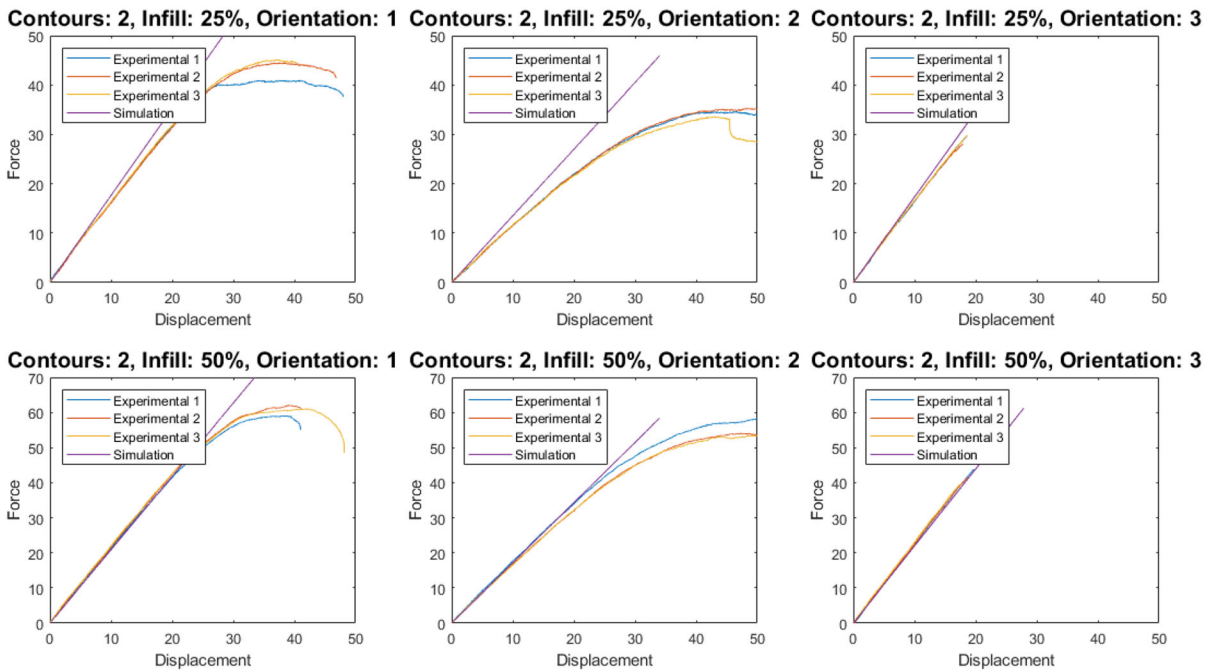 Contours: 2, Infill: 25%, Orientation: 1
50
40
30
20
10
0
Force
Experimental 1
Experimental 2
Experimental 3
Simulation
0 10 20 30 40 50
Displacement
Contours: 2, Infill: 25%, Orientation: 2
50
40
30
20
10
0
Force
Experimental 1
Experimental 2
Experimental 3
Simulation
0 10 20 30 40 50
Displacement
Contours: 2, Infill: 25%, Orientation: 3
50
40
30
20
10
0
Force
Experimental 1
Experimental 2
Experimental 3
Simulation
0 10 20 30 40 50
Displacement
Contours: 2, Infill: 50%, Orientation: 1
70
60
50
40
30
20
10
0
Force
Experimental 1
Experimental 2
Experimental 3
Simulation
0 10 20 30 40 50
Displacement
Contours: 2, Infill: 50%, Orientation: 2
70
60
50
40
30
20
10
0
Force
Experimental 1
Experimental 2
Experimental 3
Simulation
0 10 20 30 40 50
Displacement
Contours: 2, Infill: 50%, Orientation: 3
70
60
50
40
30
20
10
0
Force
Experimental 1
Experimental 2
Experimental 3
Simulation
0 10 20 30 40 50
Displacement